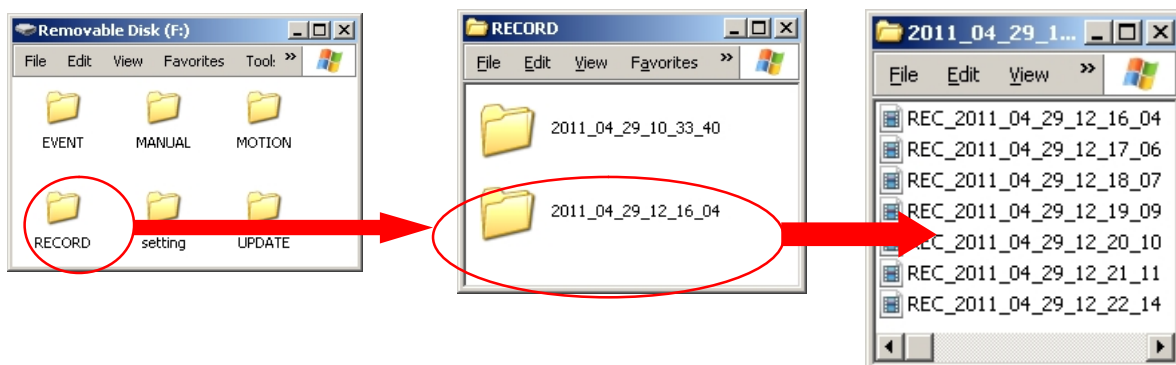 Removable Disk (F:)
File Edit View Favorites Tool: »
EVENT MANUAL MOTION
RECORD setting UPDATE
RECORD
File Edit View Favorites »
2011_04_29_10_33_40
2011_04_29_12_16_04
2011_04_29_1...
File Edit View »
REC_2011_04_29_12_16_04
REC_2011_04_29_12_17_06
REC_2011_04_29_12_18_07
REC_2011_04_29_12_19_09
REC_2011_04_29_12_20_10
REC_2011_04_29_12_21_11
REC_2011_04_29_12_22_14